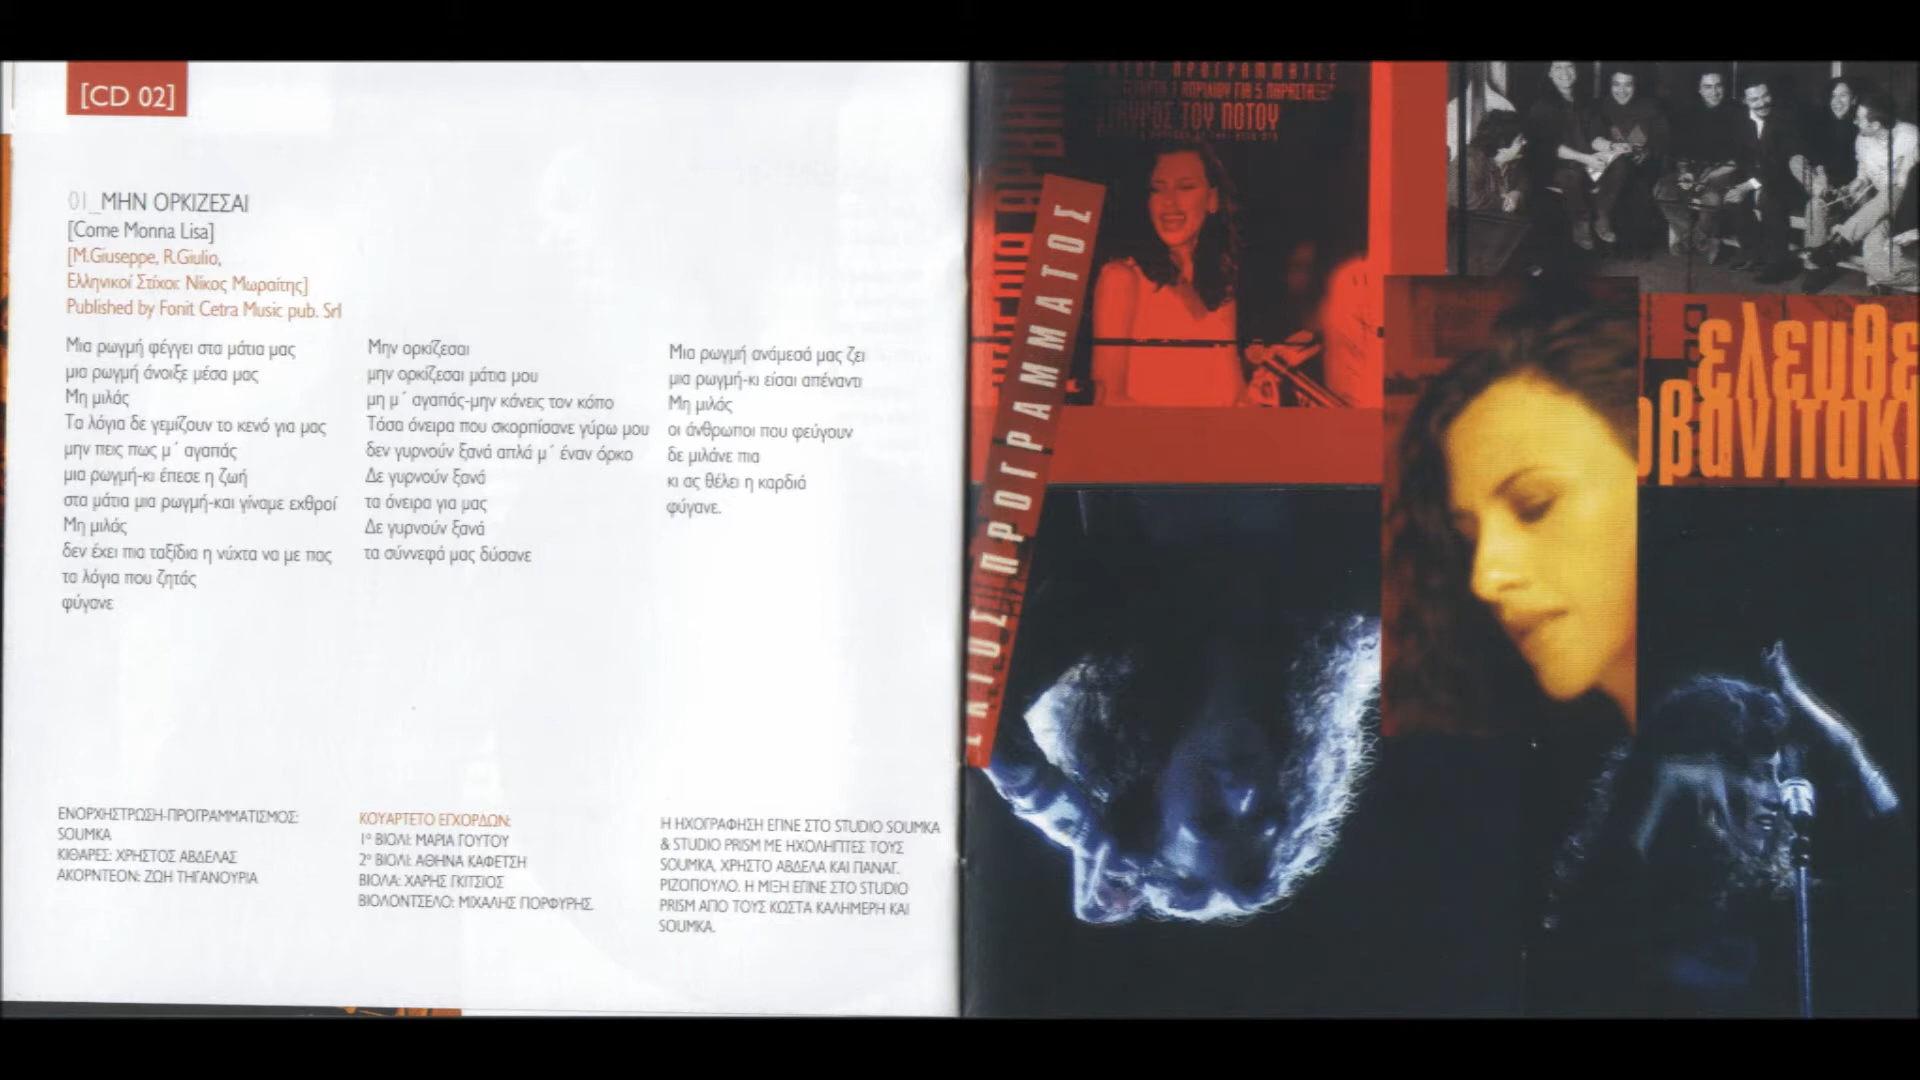 [CD 02]
01_ΜΗΝ ΟΡΚΙΖΕΣΑΙ
[Come Monna Lisa]
[M.Giuseppe, R.Giulio,
Ελληνικοί Στίχοι: Νίκος Μωραΐτης]
Published by Fonit Cetra Music pub. Srl
Μια ρωγμή φέγγει στα μάτια μας
μια ρωγμή άνοιξε μέσα μας
Μη μιλάς
Τα λόγια δε γεμίζουν το κενό για μας
μην πεις πως μ΄ αγαπάς
μια ρωγμή-κι έπεσε η ζωή
στα μάτια μια ρωγμή-και γίναμε εχθροί
Μη μιλάς
δεν έχει πια ταξίδια η νύχτα να με πας
τα λόγια που ζητάς
φύγανε
Μην ορκίζεσαι
μην ορκίζεσαι μάτια μου
μη μ΄ αγαπάς-μην κάνεις τον κόπο
Τόσα όνειρα που σκορπίσανε γύρω μου
δεν γυρνούν ξανά απλά μ΄ έναν όρκο
Δε γυρνούν ξανά
τα όνειρα για μας
Δε γυρνούν ξανά
τα σύννεφά μας δύσανε
Μια ρωγμή ανάμεσά μας ζει
μια ρωγμή-κι είσαι απέναντι
Μη μιλάς
οι άνθρωποι που φεύγουν
δε μιλάνε πια
κι ας θέλει η καρδιά
φύγανε.
ΕΝΟΡΧΗΣΤΡΩΣΗ-ΠΡΟΓΡΑΜΜΑΤΙΣΜΟΣ:
SOUMKA
ΚΙΘΑΡΕΣ: ΧΡΗΣΤΟΣ ΑΒΔΕΛΑΣ
ΑΚΟΡΝΤΕΟΝ: ΖΩΗ ΤΗΓΑΝΟΥΡΙΑ
ΚΟΥΑΡΤΕΤΟ ΕΓΧΟΡΔΩΝ:
1º ΒΙΟΛΙ: ΜΑΡΙΑ ΓΟΥΤΟΥ
2º ΒΙΟΛΙ: ΑΘΗΝΑ ΚΑΦΕΤΣΗ
ΒΙΟΛΑ: ΧΑΡΗΣ ΓΚΙΤΣΙΟΣ
ΒΙΟΛΟΝΤΣΕΛΟ: ΜΙΧΑΛΗΣ ΠΟΡΦΥΡΗΣ
Η ΗΧΟΓΡΑΦΗΣΗ ΕΓΙΝΕ ΣΤΟ STUDIO SOUMKA
& STUDIO PRISM ΜΕ ΗΧΟΛΗΠΤΕΣ ΤΟΥΣ
SOUMKA, ΧΡΗΣΤΟ ΑΒΔΕΛΑ ΚΑΙ ΠΑΝΑΓ.
ΡΙΖΟΠΟΥΛΟ. Η ΜΙΞΗ ΕΓΙΝΕ ΣΤΟ STUDIO
PRISM ΑΠΟ ΤΟΥΣ ΚΩΣΤΑ ΚΑΛΗΜΕΡΗ ΚΑΙ
SOUMKA.
ΣΤΑΥΡΟΣ ΤΟΥ ΝΟΤΟΥ
ΕΚΤΟΣ ΠΡΟΓΡΑΜΜΑΤΟΣ
ελευθε
ρβανιτακη